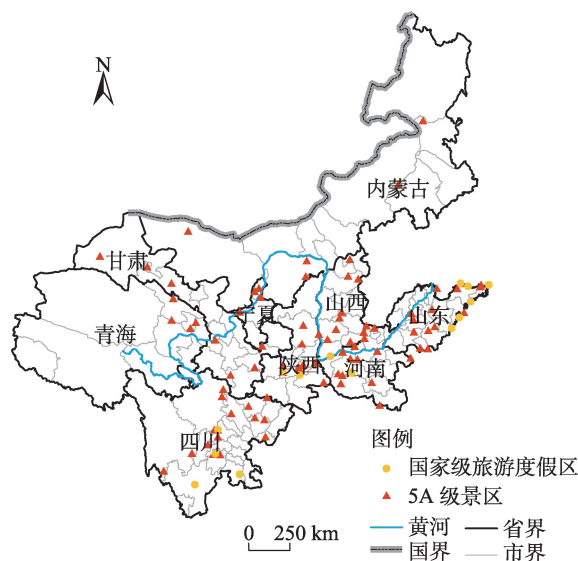 N
内蒙古
甘肃
宁夏
山西
山东
青海
陕西
河南
四川
图例
国家级旅游度假区
5A 级景区
黄河 省界
国界 市界
0 250 km